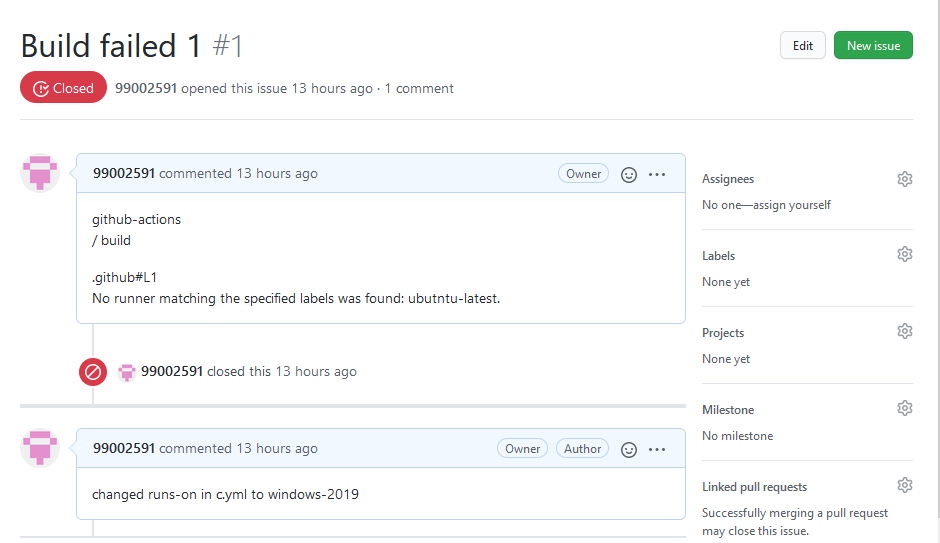 Build failed 1 #1
Edit
New issue
Closed
99002591 opened this issue 13 hours ago · 1 comment
99002591 commented 13 hours ago
Owner
github-actions
/ build
.github#L1
No runner matching the specified labels was found: ubutntu-latest.
99002591 closed this 13 hours ago
99002591 commented 13 hours ago
Owner
Author
changed runs-on in c.yml to windows-2019
Assignees
No one—assign yourself
Labels
None yet
Projects
None yet
Milestone
No milestone
Linked pull requests
Successfully merging a pull request
may close this issue.